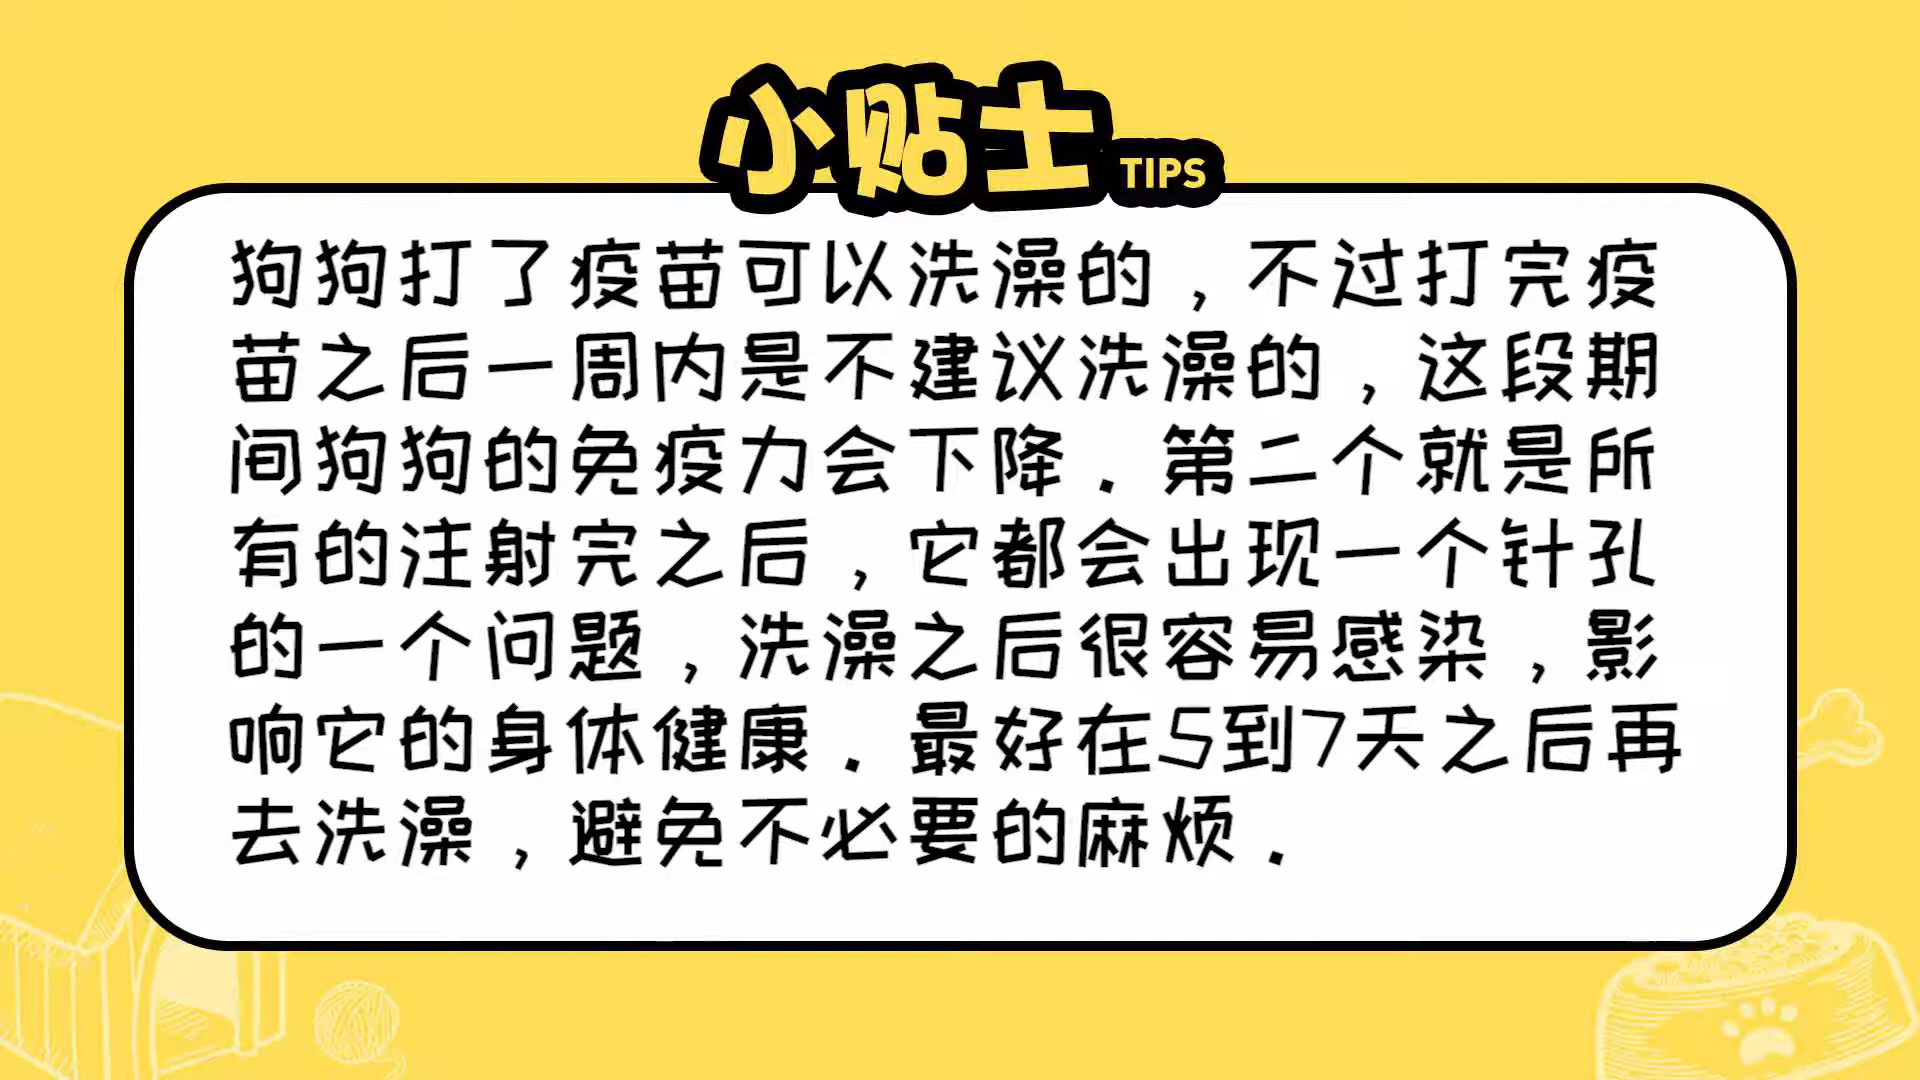 小贴士 TIPS
狗狗打了疫苗可以洗澡的，不过打完疫
苗之后一周内是不建议洗澡的，这段期
间狗狗的免疫力会下降．第二个就是所
有的注射完之后，它都会出现一个针孔
的一个问题，洗澡之后很容易感染，影
响它的身体健康．最好在5到7天之后再
去洗澡，避免不必要的麻烦．